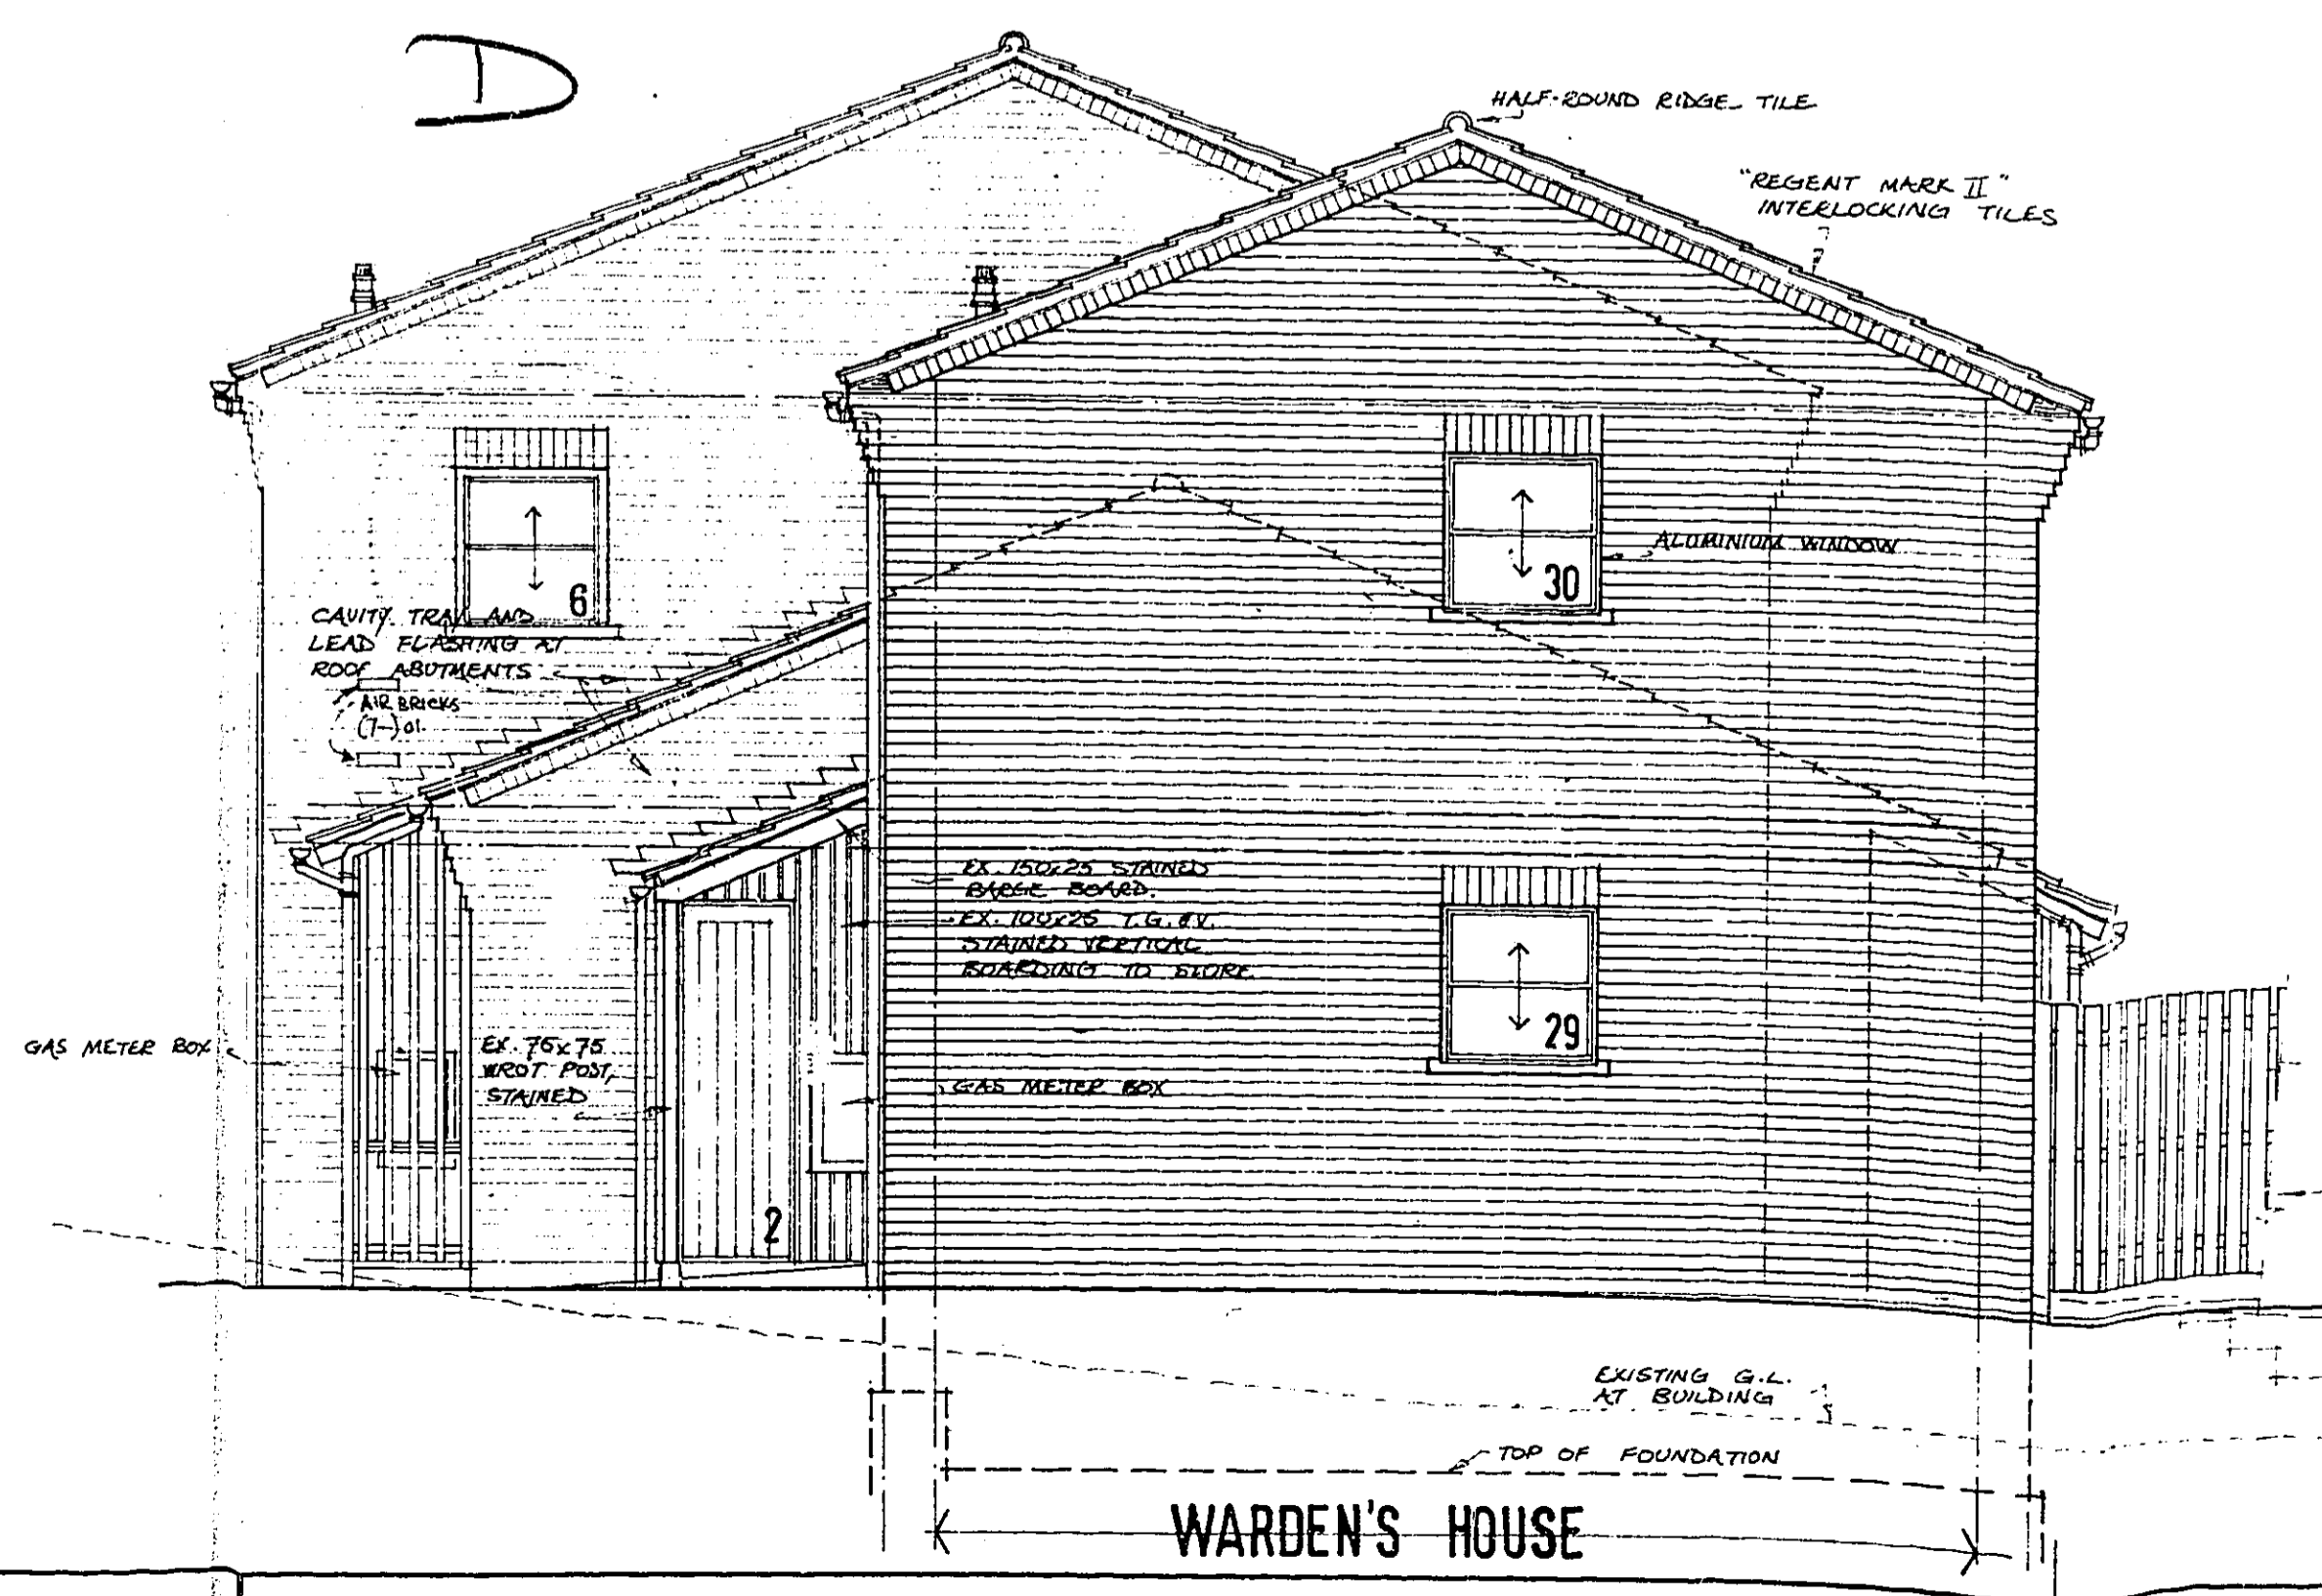 D
HALF-ROUND RIDGE TILE
"REGENT MARK II"
INTERLOCKING TILES
ALUMINIUM WINDOW
6
30
CAVITY TRAY AND
LEAD FLASHING AT
ROOF ABUTMENTS
AIR BRICKS
(7-) 01.
EX. 150x25 STAINED
BARGE BOARD.
EX. 100x25 T.G. & V.
STAINED VERTICAL
BOARDING TO STORE
GAS METER BOX
EX. 75x75
WROT POST,
STAINED
GAS METER BOX
29
2
EXISTING G.L.
AT BUILDING
TOP OF FOUNDATION
WARDEN'S HOUSE